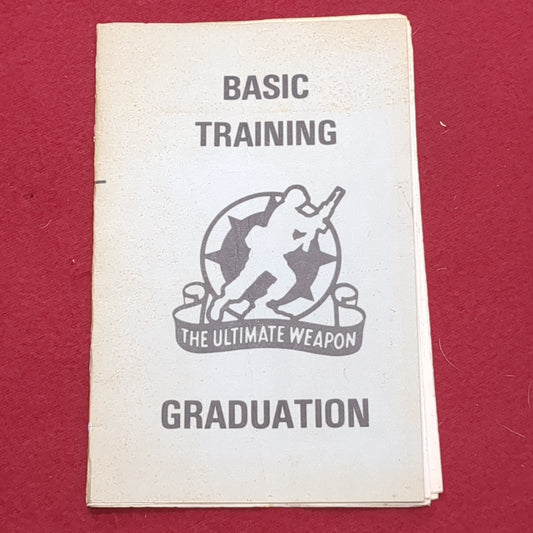 BASIC
TRAINING
THE ULTIMATE WEAPON
GRADUATION